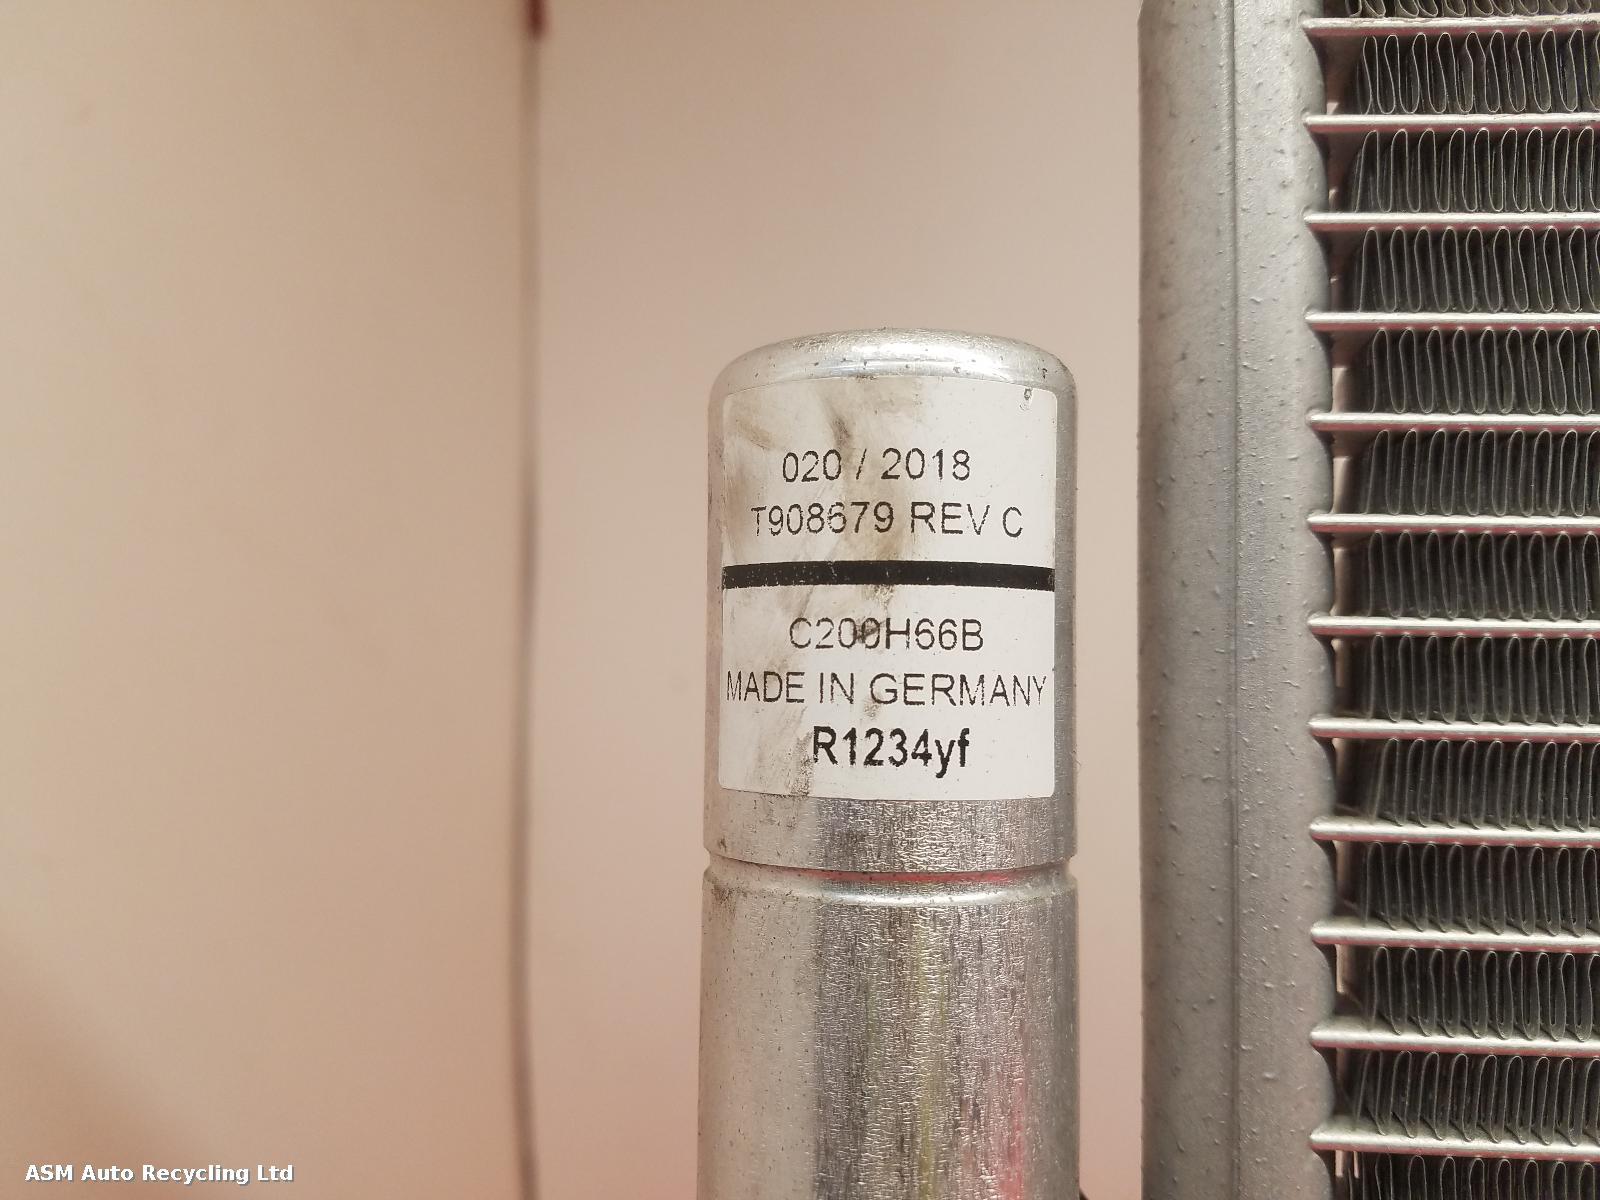 020 / 2018
T908679 REV C
C200H66B
MADE IN GERMANY
R1234yf
ASM Auto Recycling Ltd